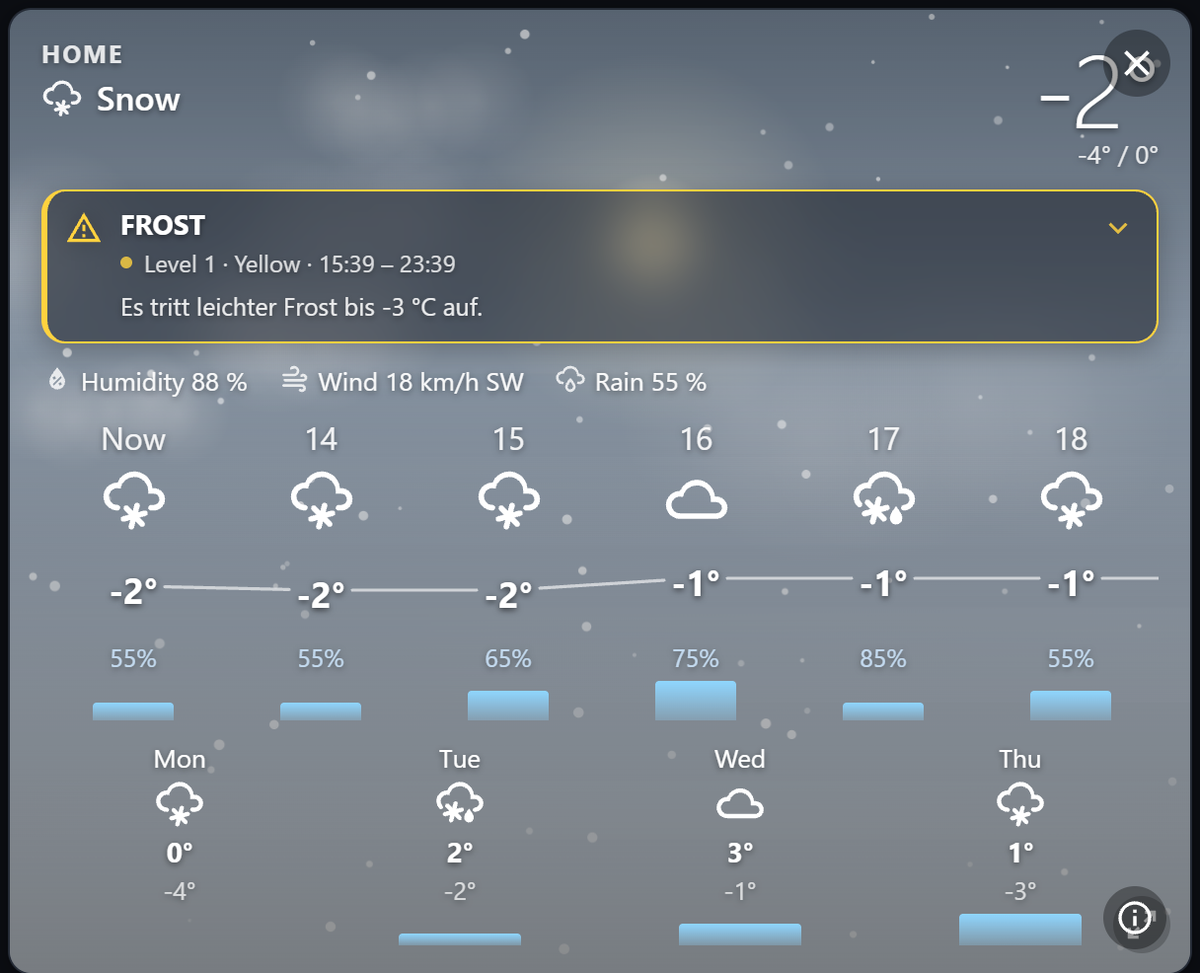 HOME
Snow
-2°
-4° / 0°
FROST
Level 1 · Yellow · 15:39 – 23:39
Es tritt leichter Frost bis -3 °C auf.
Humidity 88 % Wind 18 km/h SW Rain 55 %
Now 14 15 16 17 18
-2° -2° -2° -1° -1° -1°
55% 55% 65% 75% 85% 55%
Mon Tue Wed Thu
0° 2° 3° 1°
-4° -2° -1° -3°